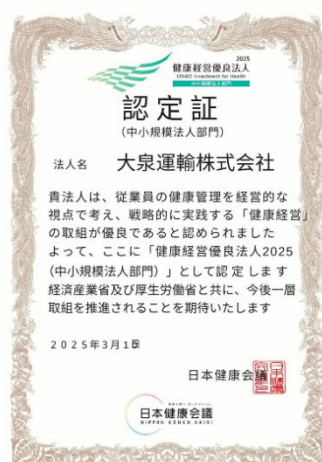 2025
健康経営優良法人
KENKO Investment for Health
中小規模法人部門
認定証
(中小規模法人部門)
法人名 大泉運輸株式会社
貴法人は、従業員の健康管理を経営的な
視点で考え、戦略的に実践する「健康経営」
の取組が優良であると認められました
よって、ここに「健康経営優良法人2025
(中小規模法人部門)」として認定します
経済産業省及び厚生労働省と共に、今後一層
取組を推進されることを期待いたします
2025年3月1日
日本健康会議
日本健康会議
NIPPON KENKO KAIGI